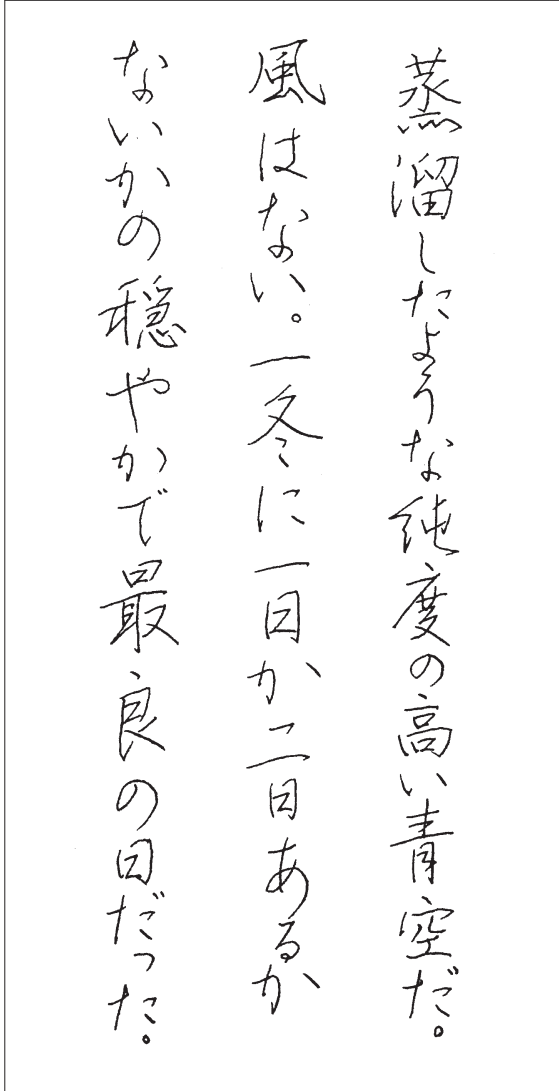 蒸溜したような純度の高い青空だ。
風はない。一冬に一日か二日あるか
ないかの穏やかで最良の日だった。